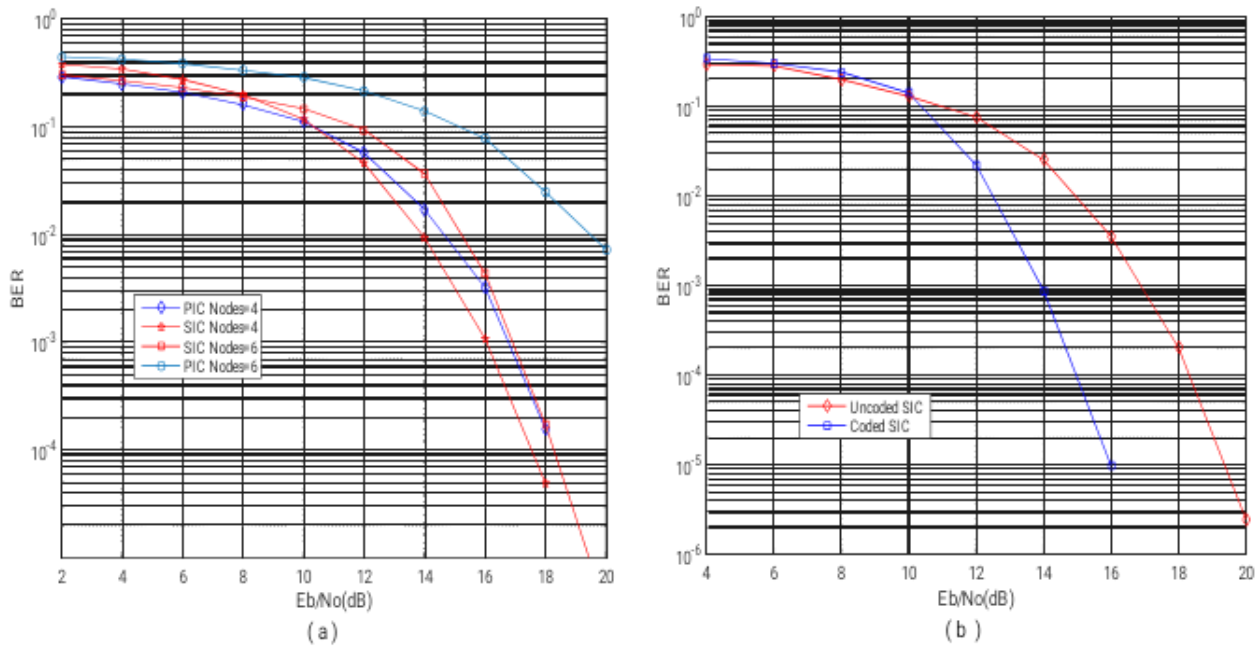 10^0
10^-1
10^-2
10^-3
10^-4
BER
PIC Nodes=4
SIC Nodes=4
SIC Nodes=6
PIC Nodes=6
2 4 6 8 10 12 14 16 18 20
Eb/No(dB)
(a)
10^0
10^-1
10^-2
10^-3
10^-4
10^-5
10^-6
BER
Uncoded SIC
Coded SIC
4 6 8 10 12 14 16 18 20
Eb/No(dB)
(b)